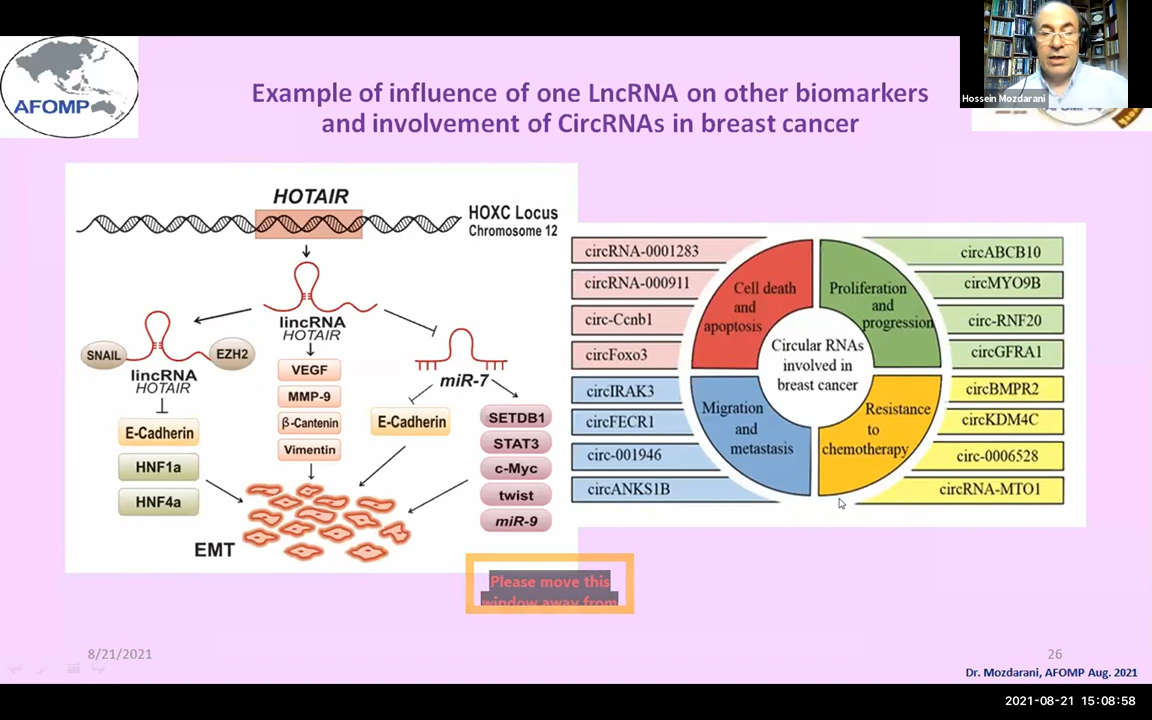 AFOMP
Hossein Mozdarani
Example of influence of one LncRNA on other biomarkers
and involvement of CircRNAs in breast cancer
HOTAIR
HOXC Locus
Chromosome 12
lincRNA
HOTAIR
SNAIL
EZH2
lincRNA
HOTAIR
E-Cadherin
HNF1a
HNF4a
VEGF
MMP-9
β-Cantenin
Vimentin
miR-7
E-Cadherin
SETDB1
STAT3
c-Myc
twist
miR-9
EMT
circRNA-0001283
circRNA-000911
circ-Ccnb1
circFoxo3
circIRAK3
circFECR1
circ-001946
circANKS1B
Cell death
and
apoptosis
Proliferation
and
progression
Circular RNAs
involved in
breast cancer
Migration
and
metastasis
Resistance
to
chemotherapy
circABCB10
circMYO9B
circ-RNF20
circGFRA1
circBMPR2
circKDM4C
circ-0006528
circRNA-MTO1
Please move this
window away from
8/21/2021
26
Dr. Mozdarani, AFOMP Aug. 2021
2021-08-21 15:08:58